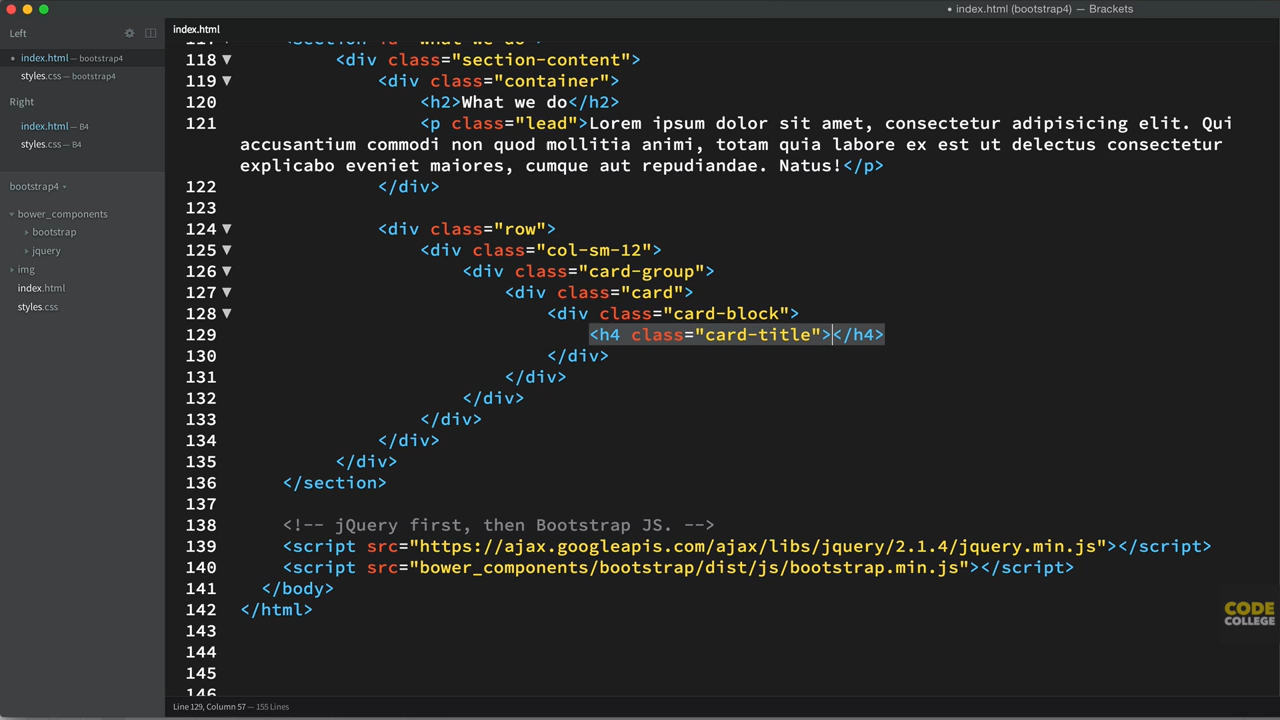 index.html (bootstrap4) — Brackets
Left
index.html — bootstrap4
styles.css — bootstrap4
Right
index.html — B4
styles.css — B4
bootstrap4
bower_components
bootstrap
jquery
img
index.html
styles.css
index.html
118 <div class="section-content">
119 <div class="container">
120 <h2>What we do</h2>
121 <p class="lead">Lorem ipsum dolor sit amet, consectetur adipisicing elit. Qui
accusantium commodi non quod mollitia animi, totam quia labore ex est ut delectus consectetur
explicabo eveniet maiores, cumque aut repudiandae. Natus!</p>
122 </div>
123
124 <div class="row">
125 <div class="col-sm-12">
126 <div class="card-group">
127 <div class="card">
128 <div class="card-block">
129 <h4 class="card-title"></h4>
130 </div>
131 </div>
132 </div>
133 </div>
134 </div>
135 </div>
136 </section>
137
138 <!-- jQuery first, then Bootstrap JS. -->
139 <script src="https://ajax.googleapis.com/ajax/libs/jquery/2.1.4/jquery.min.js"></script>
140 <script src="bower_components/bootstrap/dist/js/bootstrap.min.js"></script>
141 </body>
142 </html>
143
144
145
146
CODE
COLLEGE
Line 129, Column 57 — 155 Lines